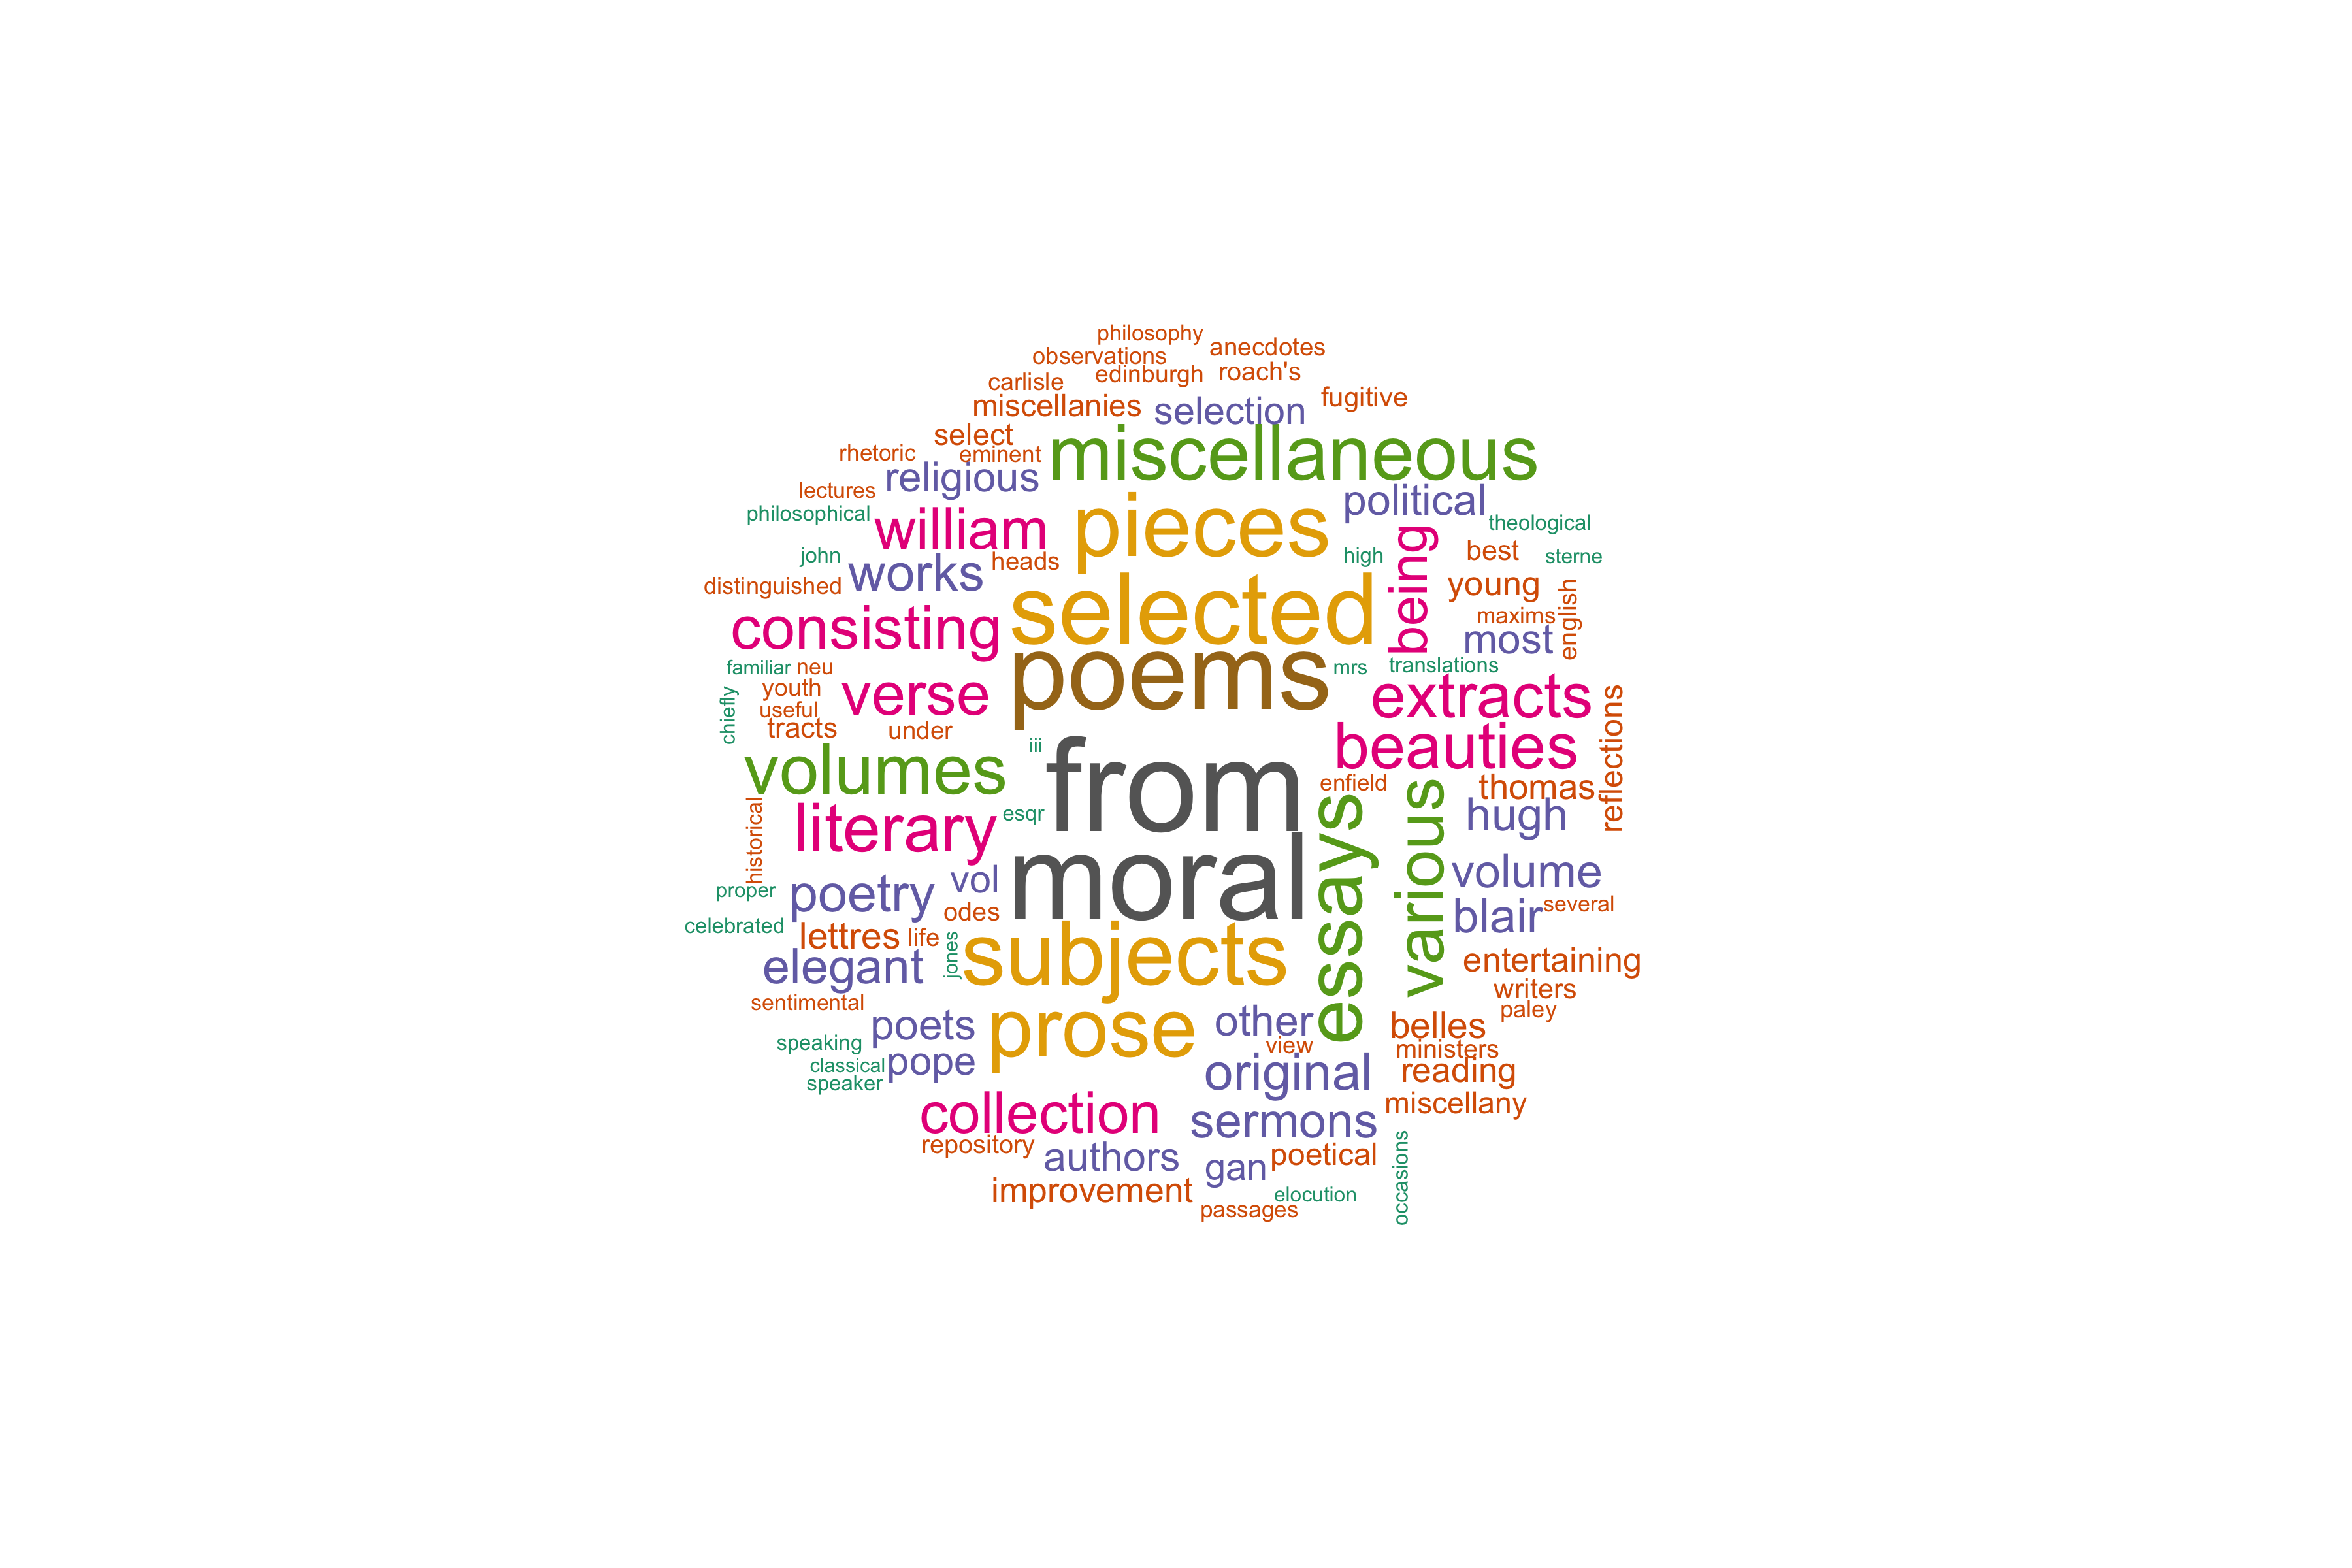 philosophy
observations
anecdotes
carlisle
edinburgh
roach's
miscellanies
selection
fugitive
select
miscellaneous
rhetoric
eminent
religious
lectures
political
philosophical
william
pieces
theological
john
heads
high
being
best
sterne
works
distinguished
selected
young
english
consisting
maxims
most
familiar
neu
poems
mrs
translations
youth
verse
extracts
chiefly
useful
tracts
under
reflections
iii
beauties
volumes
from
enfield
thomas
historical
literary
esqr
essays
various
hugh
moral
volume
proper
poetry
vol
celebrated
odes
blair
several
lettres
life
jones
subjects
elegant
entertaining
sentimental
writers
paley
poets
prose
other
belles
speaking
view
ministers
classical
pope
original
reading
speaker
collection
sermons
miscellany
repository
authors
gan
poetical
occasions
improvement
elocution
passages